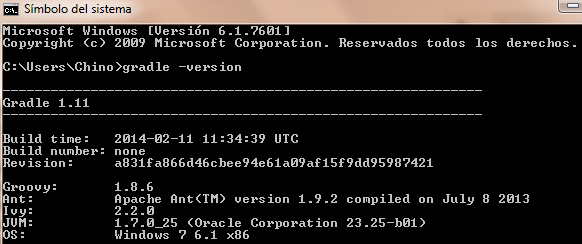 Símbolo del sistema
Microsoft Windows [Versión 6.1.7601]
Copyright (c) 2009 Microsoft Corporation. Reservados todos los derechos.
C:\Users\Chino>gradle -version
------------------------------------------------------------
Gradle 1.11
------------------------------------------------------------
Build time:   2014-02-11 11:34:39 UTC
Build number: none
Revision:     a831fa866d46cbee94e61a09af15f9dd95987421
Groovy:       1.8.6
Ant:          Apache Ant(TM) version 1.9.2 compiled on July 8 2013
Ivy:          2.2.0
JVM:          1.7.0_25 (Oracle Corporation 23.25-b01)
OS:           Windows 7 6.1 x86